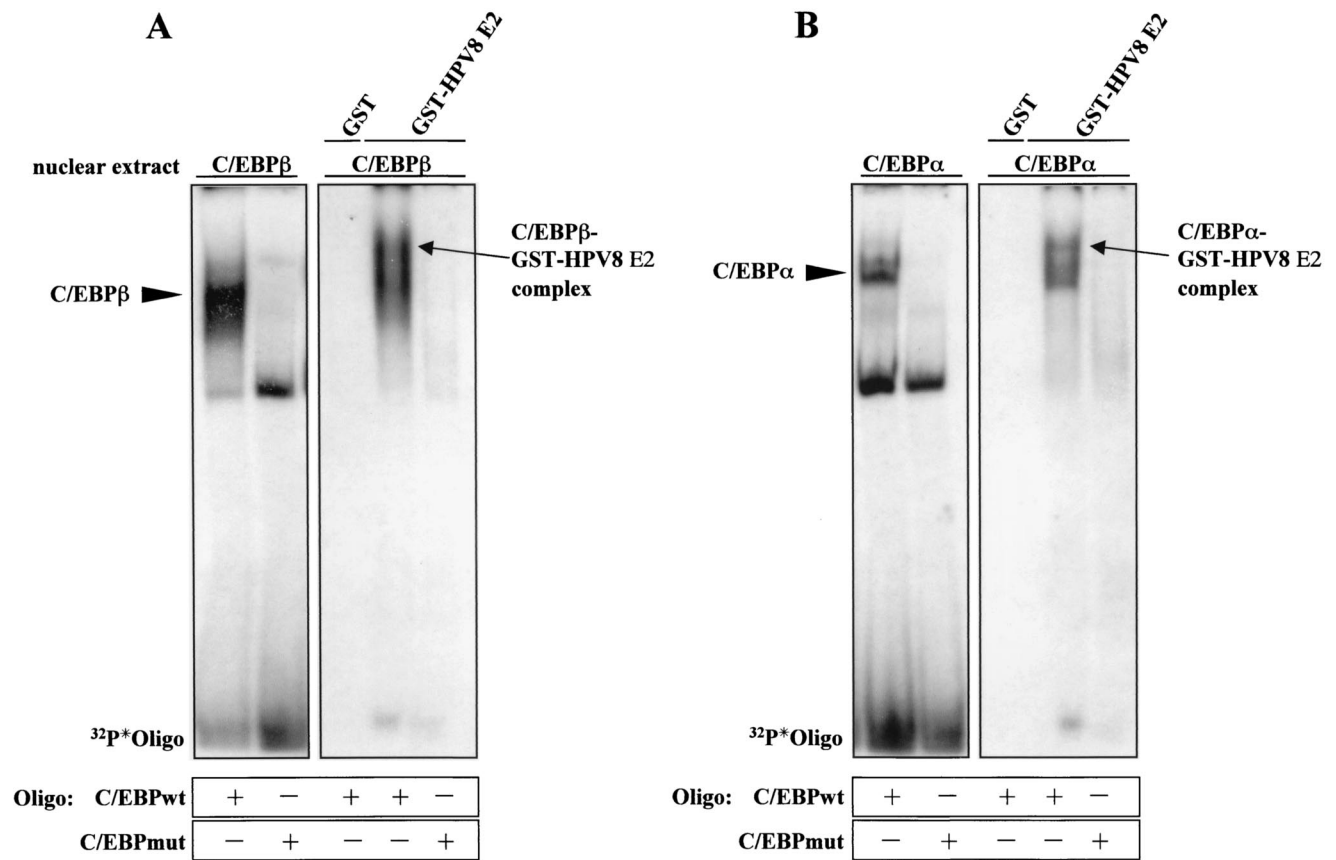 A
B
GST
GST-HPV8 E2
GST
GST-HPV8 E2
nuclear extract
C/EBPβ
C/EBPβ
C/EBPα
C/EBPα
C/EBPβ
C/EBPβ-
GST-HPV8 E2
complex
C/EBPα
C/EBPα-
GST-HPV8 E2
complex
³²P*Oligo
³²P*Oligo
Oligo: C/EBPwt + − + + −
C/EBPmut − + − − +
Oligo: C/EBPwt + − + + −
C/EBPmut − + − − +